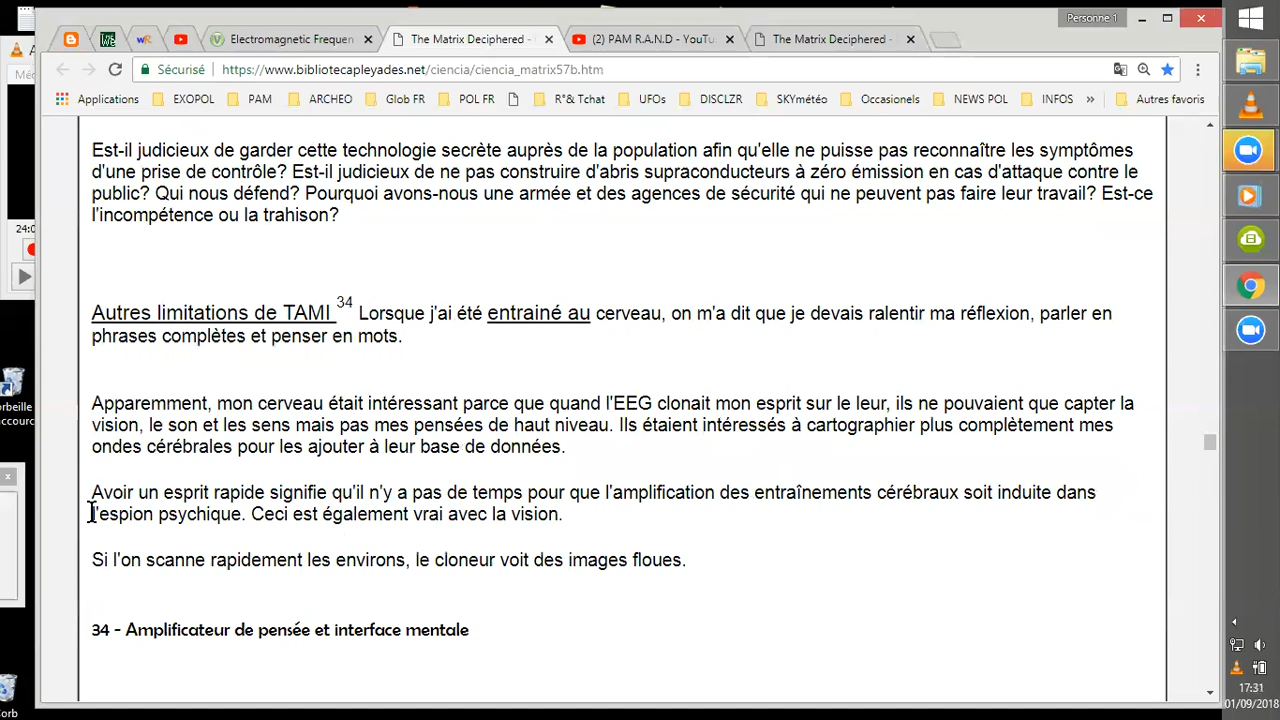 Personne 1
Electromagnetic Frequen
The Matrix Deciphered -
(2) PAM R.A.N.D - YouTu
The Matrix Deciphered -
Sécurisé
https://www.bibliotecapleyades.net/ciencia/ciencia_matrix57b.htm
Applications EXOPOL PAM ARCHEO Glob FR POL FR R°& Tchat UFOs DISCLZR SKYmétéo Occasionels NEWS POL INFOS » Autres favoris
Est-il judicieux de garder cette technologie secrète auprès de la population afin qu'elle ne puisse pas reconnaître les symptômes
d'une prise de contrôle? Est-il judicieux de ne pas construire d'abris supraconducteurs à zéro émission en cas d'attaque contre le
public? Qui nous défend? Pourquoi avons-nous une armée et des agences de sécurité qui ne peuvent pas faire leur travail? Est-ce
l'incompétence ou la trahison?
24:0
Autres limitations de TAMI 34 Lorsque j'ai été entrainé au cerveau, on m'a dit que je devais ralentir ma réflexion, parler en
phrases complètes et penser en mots.
Apparemment, mon cerveau était intéressant parce que quand l'EEG clonait mon esprit sur le leur, ils ne pouvaient que capter la
vision, le son et les sens mais pas mes pensées de haut niveau. Ils étaient intéressés à cartographier plus complètement mes
ondes cérébrales pour les ajouter à leur base de données.
Avoir un esprit rapide signifie qu'il n'y a pas de temps pour que l'amplification des entraînements cérébraux soit induite dans
l'espion psychique. Ceci est également vrai avec la vision.
Si l'on scanne rapidement les environs, le cloneur voit des images floues.
34 - Amplificateur de pensée et interface mentale
orbeille
accour
orb
17:31
01/09/2018